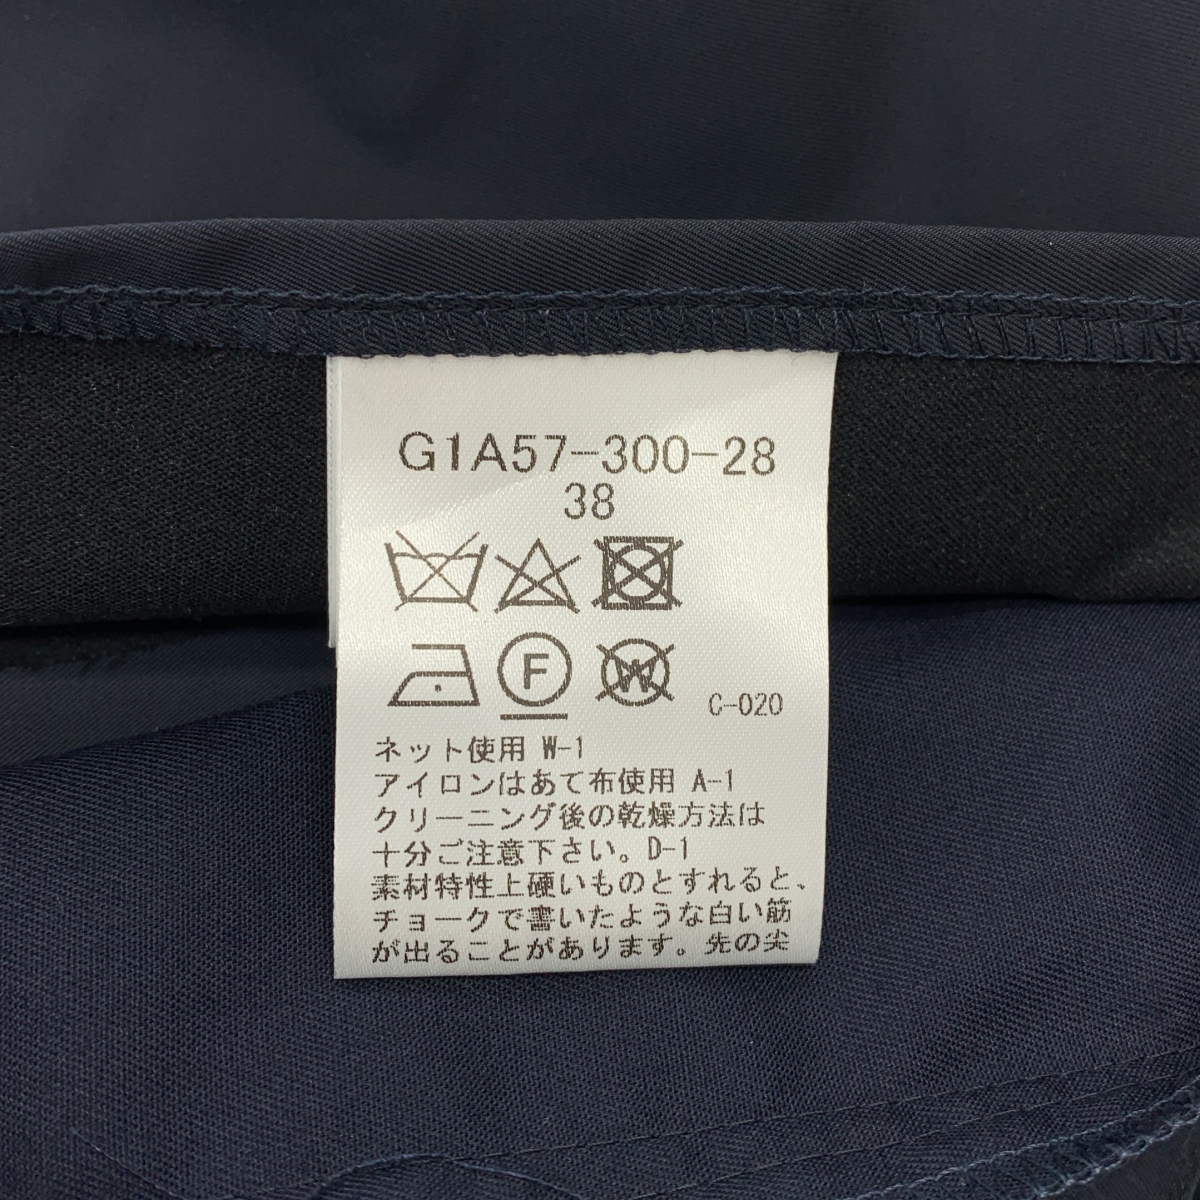 G1A57-300-28
38
F
W
C-020
ネット使用 W-1
アイロンはあて布使用 A-1
クリーニング後の乾燥方法は
十分ご注意下さい。D-1
素材特性上硬いものとすれると、
チョークで書いたような白い筋
が出ることがあります。先の尖